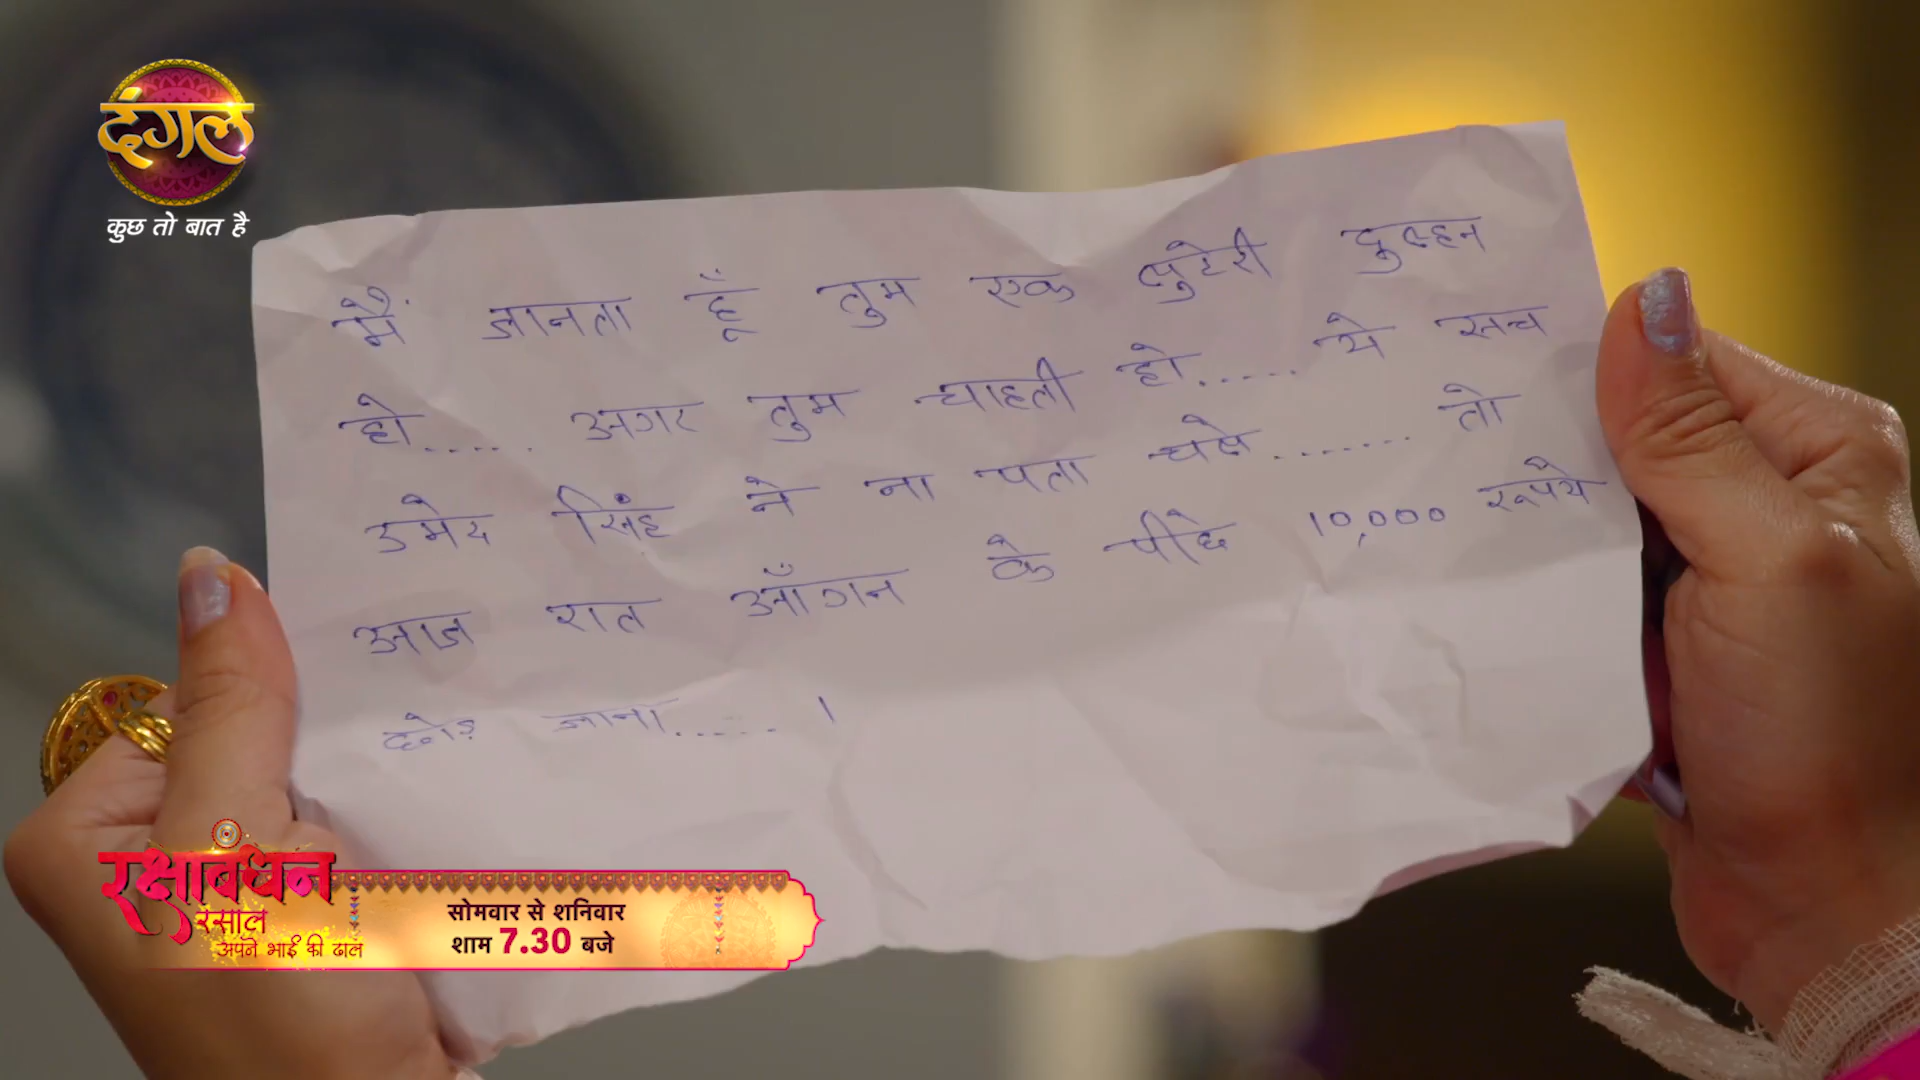 दंगल
कुछ तो बात है
मैं जानता हूँ तुम एक लुटेरी दुल्हन
हो...... अगर तुम चाहती हो..... ये सच
उमेद सिंह ने ना पता चले....... तो
आज रात आँगन के पीछे 10,000 रूपये
छोड़ जाना...... ।
रक्षाबंधन
रसाल
अपने भाई की ढाल
सोमवार से शनिवार
शाम 7.30 बजे